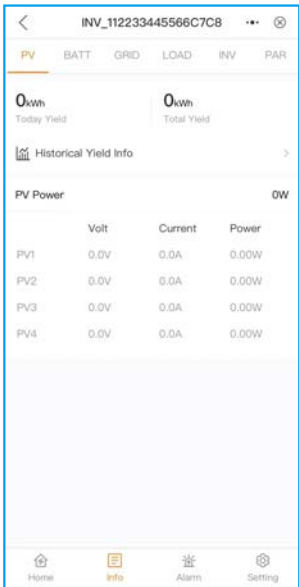 INV_112233445566C7C8
PV BATT GRID LOAD INV PAR
0kWh 0kWh
Today Yield Total Yield
Historical Yield Info
PV Power 0W
Volt Current Power
PV1 0.0V 0.0A 0.00W
PV2 0.0V 0.0A 0.00W
PV3 0.0V 0.0A 0.00W
PV4 0.0V 0.0A 0.00W
Home Info Alarm Setting